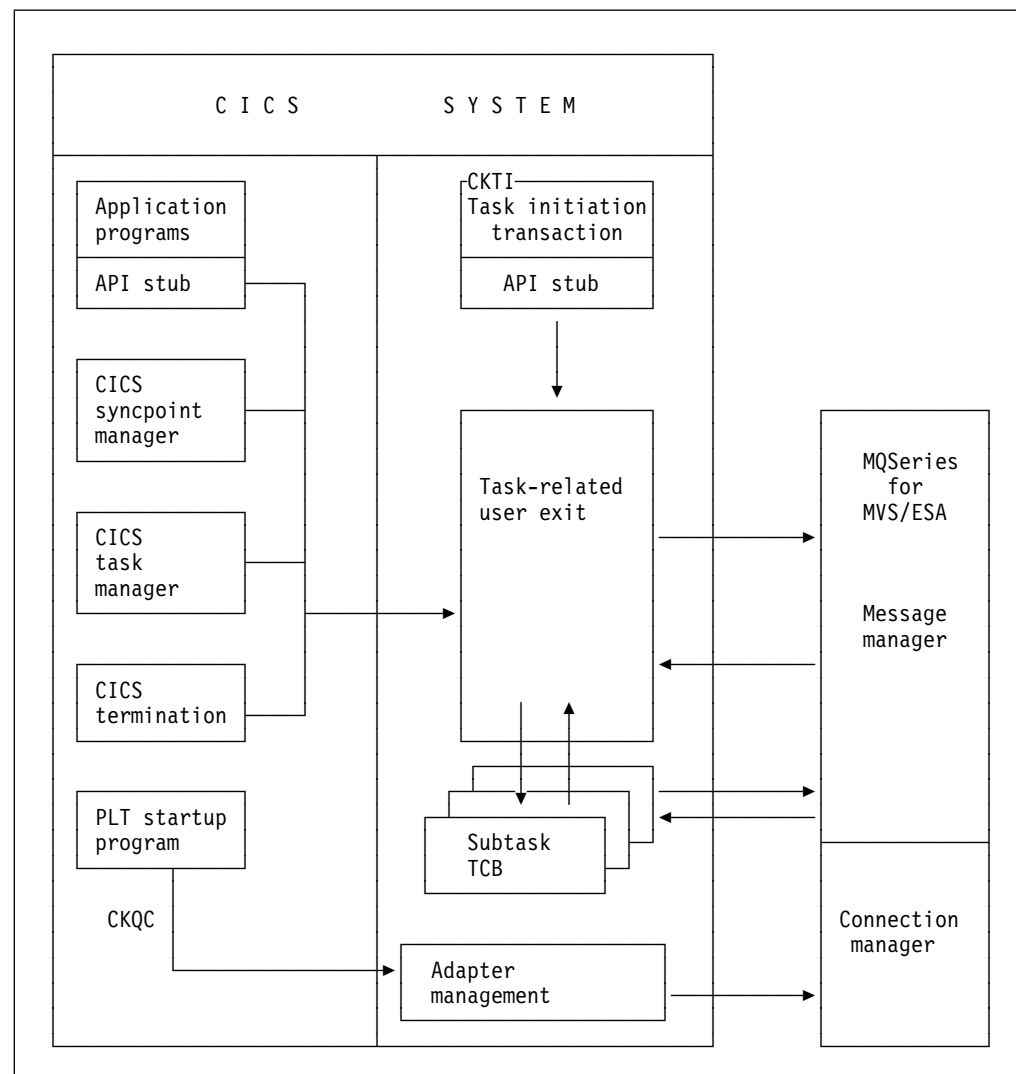 C I C S S Y S T E M
Application
programs
API stub
CICS
syncpoint
manager
CICS
task
manager
CICS
termination
PLT startup
program
CKQC
CKTI
Task initiation
transaction
API stub
Task-related
user exit
Subtask
TCB
Adapter
management
MQSeries
for
MVS/ESA
Message
manager
Connection
manager